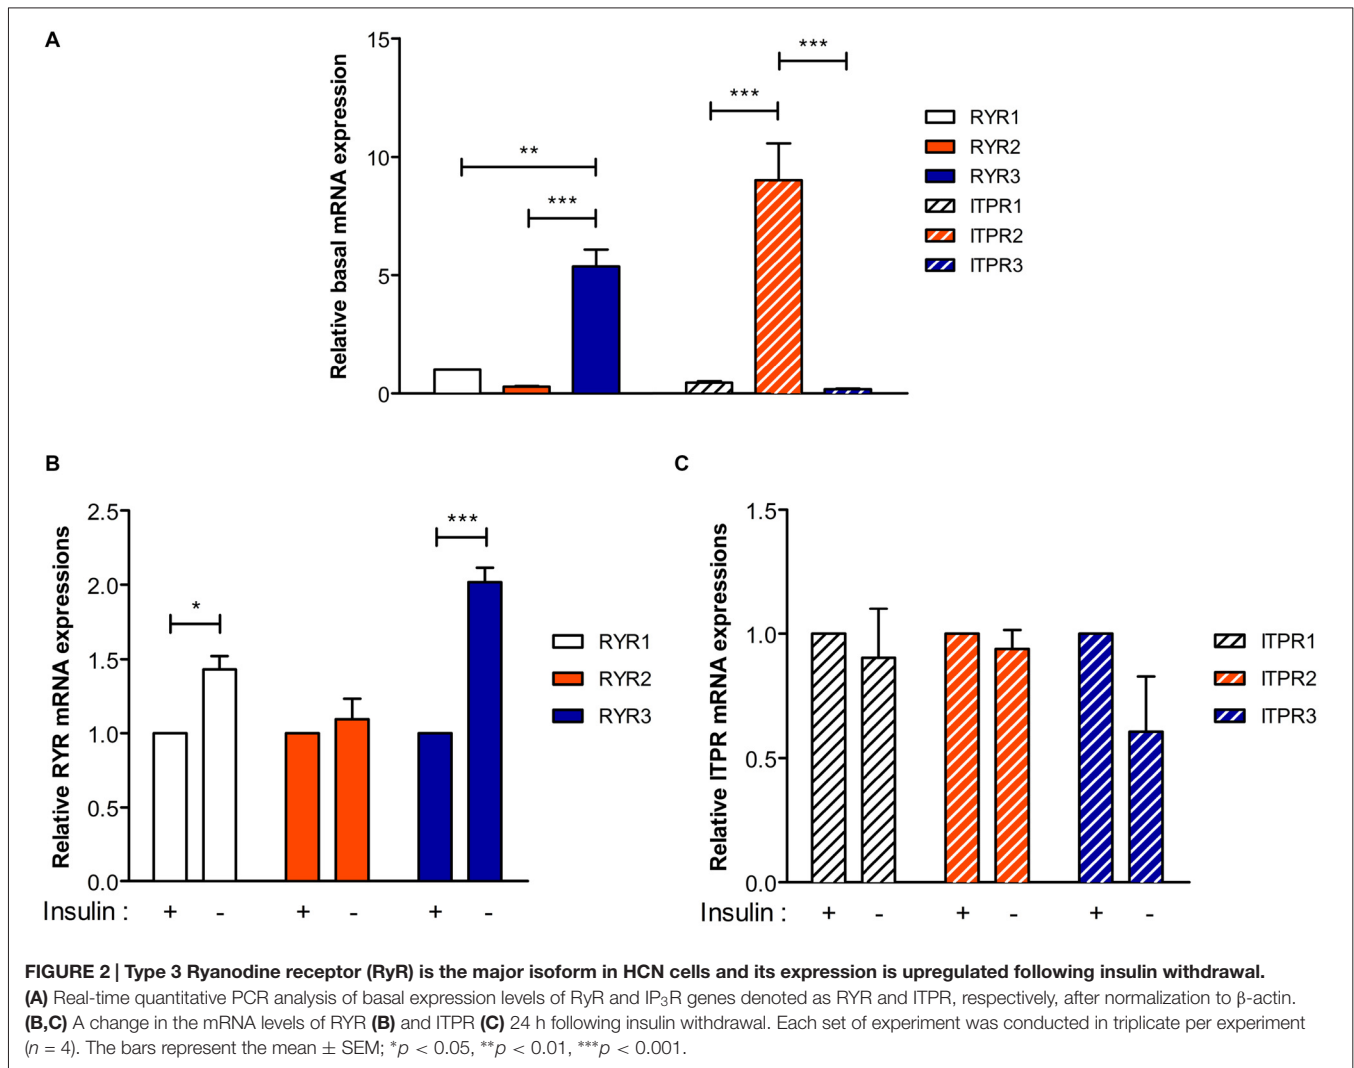 A
15
10
5
0
Relative basal mRNA expression
**
***
***
***
RYR1
RYR2
RYR3
ITPR1
ITPR2
ITPR3
B
2.5
2.0
1.5
1.0
0.5
0.0
Relative RYR mRNA expressions
*
***
RYR1
RYR2
RYR3
Insulin : + - + - + -
C
1.5
1.0
0.5
0.0
Relative ITPR mRNA expressions
ITPR1
ITPR2
ITPR3
Insulin : + - + - + -
FIGURE 2 | Type 3 Ryanodine receptor (RyR) is the major isoform in HCN cells and its expression is upregulated following insulin withdrawal.
(A) Real-time quantitative PCR analysis of basal expression levels of RyR and IP₃R genes denoted as RYR and ITPR, respectively, after normalization to β-actin.
(B,C) A change in the mRNA levels of RYR (B) and ITPR (C) 24 h following insulin withdrawal. Each set of experiment was conducted in triplicate per experiment
(n = 4). The bars represent the mean ± SEM; *p < 0.05, **p < 0.01, ***p < 0.001.